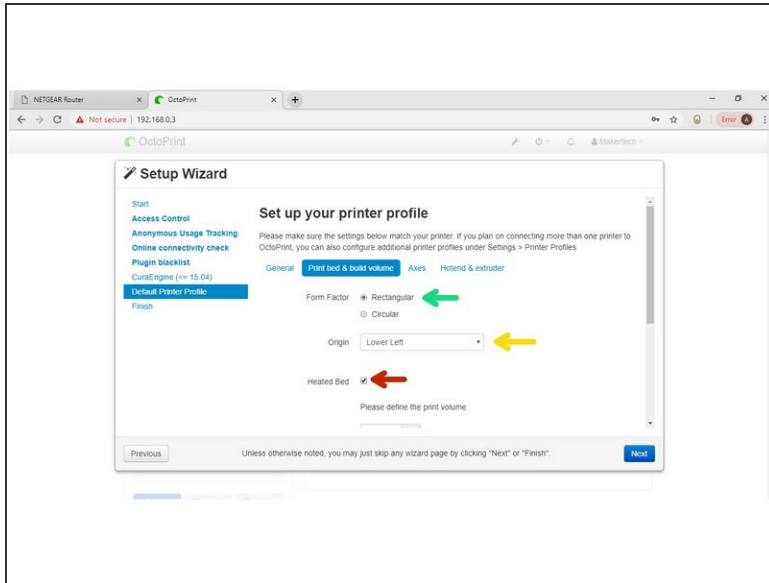 NETGEAR Router
OctoPrint
Not secure | 192.168.0.3
Error A
OctoPrint
Makertech
Setup Wizard
Start
Access Control
Anonymous Usage Tracking
Online connectivity check
Plugin blacklist
CuraEngine (<= 15.04)
Default Printer Profile
Finish
Set up your printer profile
Please make sure the settings below match your printer. If you plan on connecting more than one printer to
OctoPrint, you can also configure additional printer profiles under Settings > Printer Profiles
General Print bed & build volume Axes Hotend & extruder
Form Factor Rectangular
Circular
Origin Lower Left
Heated Bed
Please define the print volume.
Previous Unless otherwise noted, you may just skip any wizard page by clicking "Next" or "Finish". Next